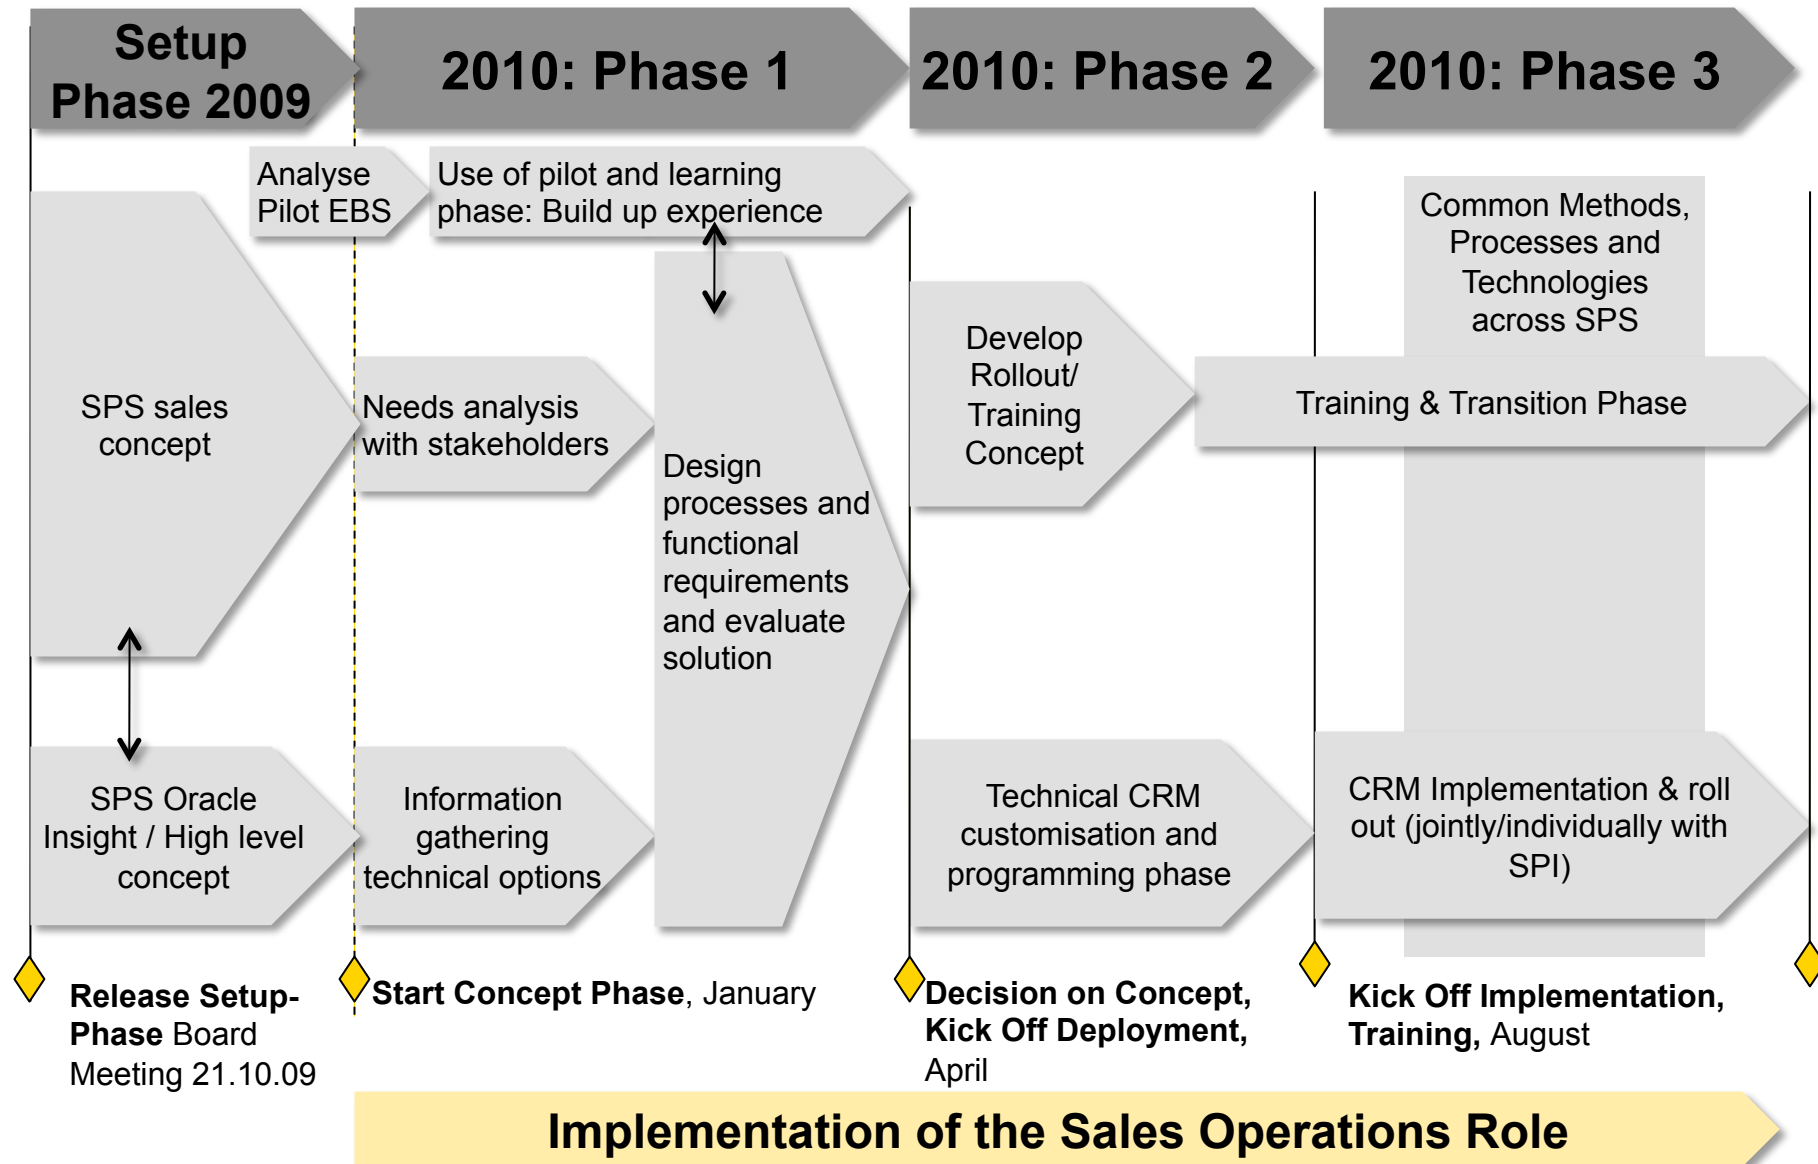 Setup
Phase 2009
2010: Phase 1
2010: Phase 2
2010: Phase 3
Analyse
Pilot EBS
Use of pilot and learning
phase: Build up experience
Common Methods,
Processes and
Technologies
across SPS
SPS sales
concept
Needs analysis
with stakeholders
Design
processes and
functional
requirements
and evaluate
solution
Develop
Rollout/
Training
Concept
Training & Transition Phase
SPS Oracle
Insight / High level
concept
Information
gathering
technical options
Technical CRM
customisation and
programming phase
CRM Implementation & roll
out (jointly/individually with
SPI)
Release Setup-
Phase Board
Meeting 21.10.09
Start Concept Phase, January
Decision on Concept,
Kick Off Deployment,
April
Kick Off Implementation,
Training, August
Implementation of the Sales Operations Role